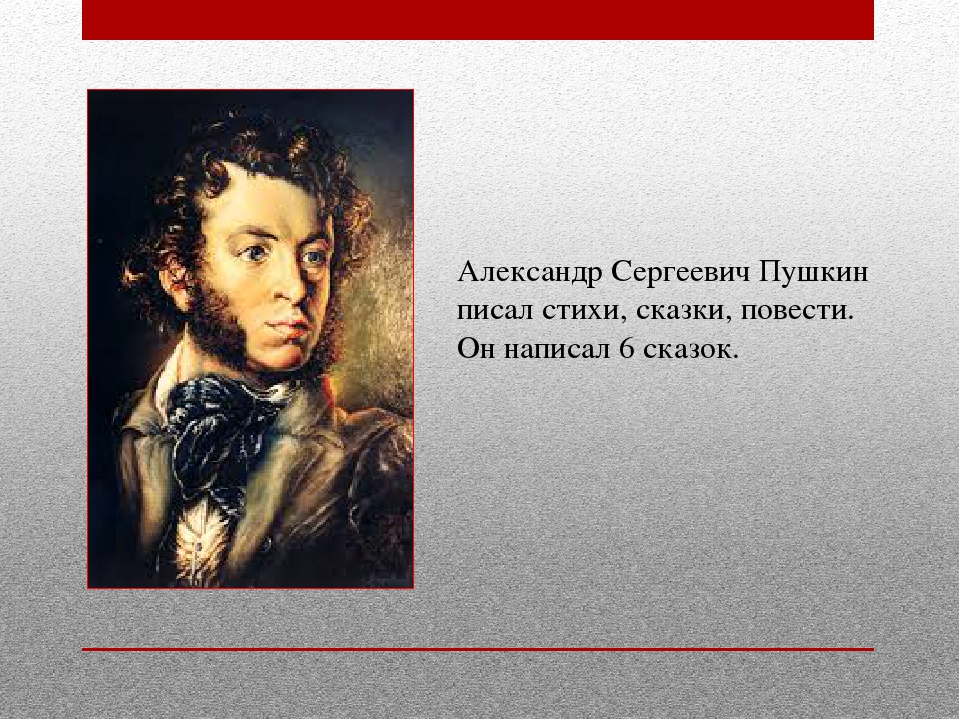 Александр Сергеевич Пушкин
писал стихи, сказки, повести.
Он написал 6 сказок.